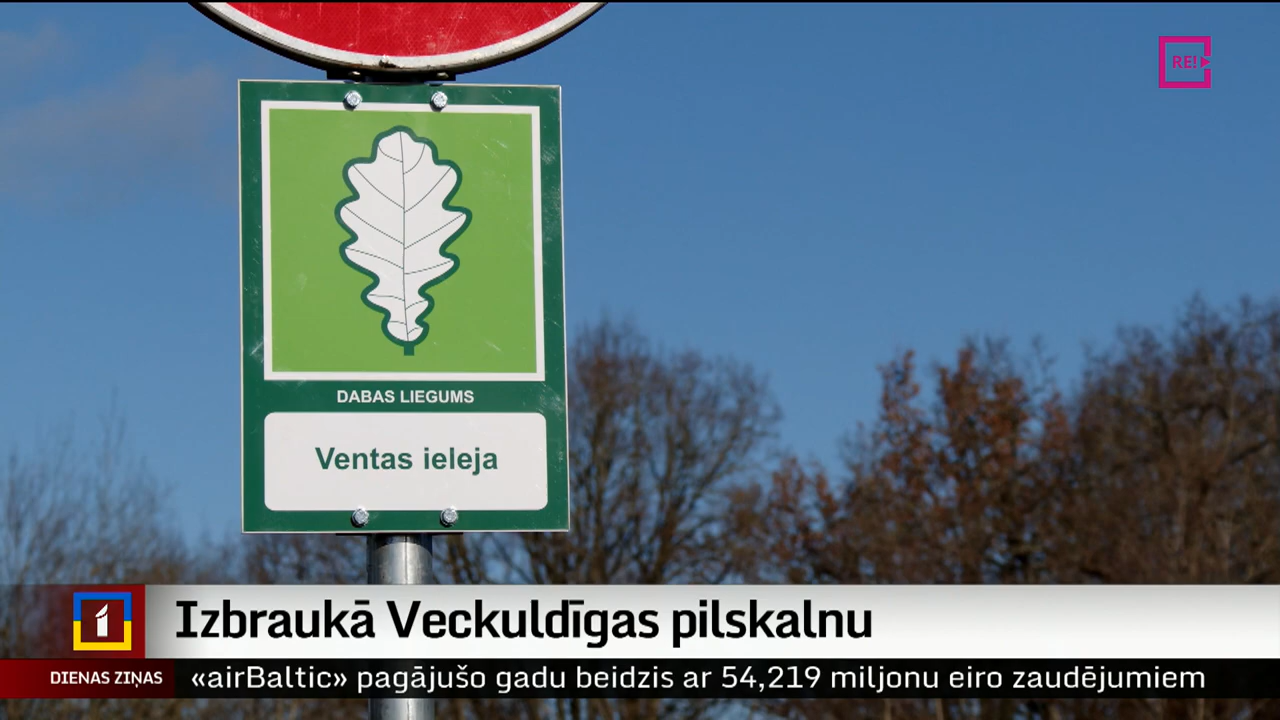 RE!
DABAS LIEGUMS
Ventas ieleja
1
Izbraukā Veckuldīgas pilskalnu
DIENAS ZIŅAS
«airBaltic» pagājušo gadu beidzis ar 54,219 miljonu eiro zaudējumiem